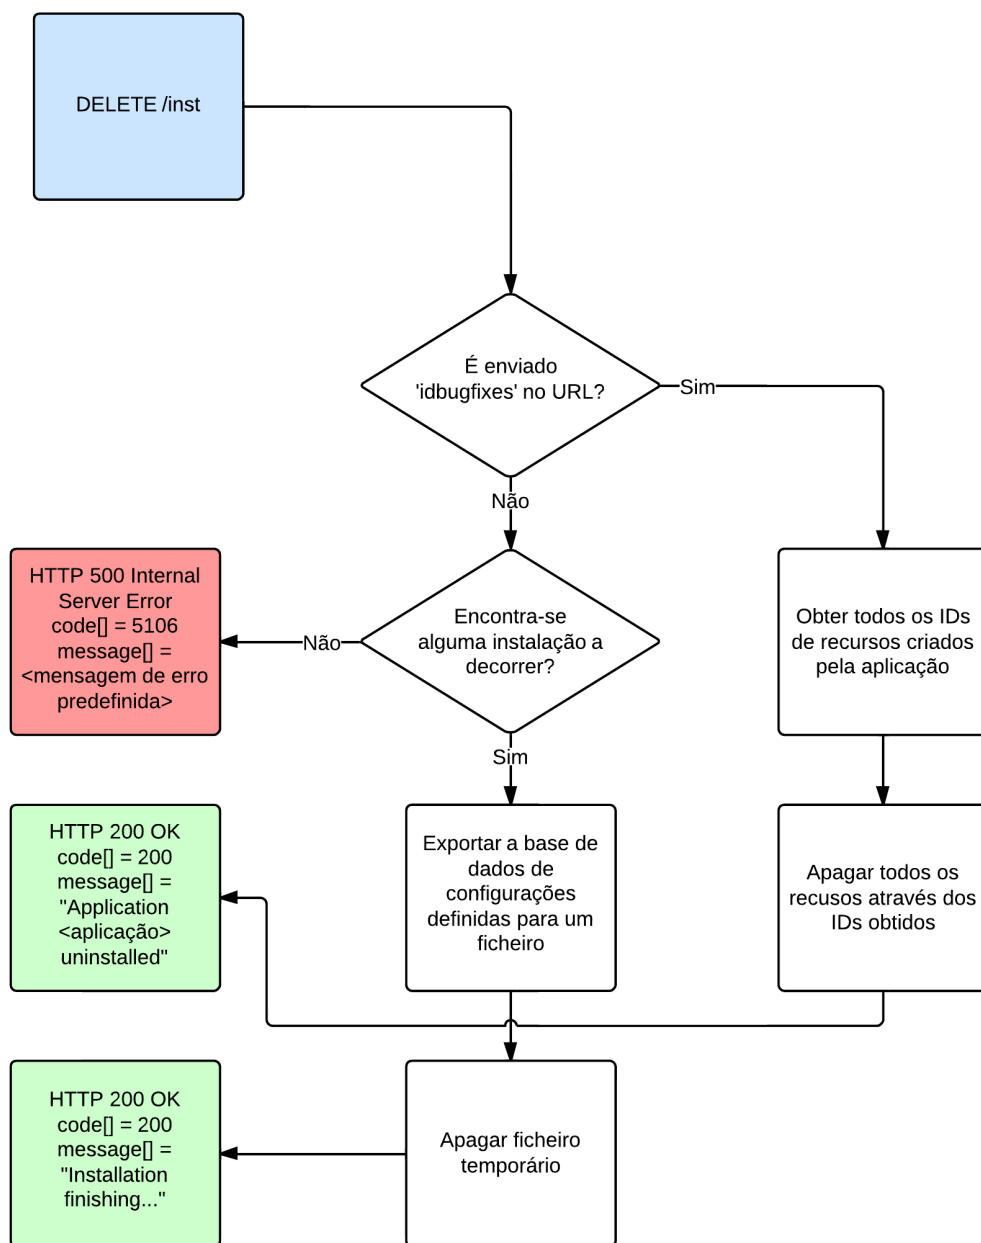 DELETE /inst
É enviado
'idbugfixes' no URL?
Sim
Não
HTTP 500 Internal
Server Error
code[] = 5106
message[] =
<mensagem de erro
predefinida>
Não
Encontra-se
alguma instalação a
decorrer?
Obter todos os IDs
de recursos criados
pela aplicação
Sim
HTTP 200 OK
code[] = 200
message[] =
"Application
<aplicação>
uninstalled"
Exportar a base de
dados de
configurações
definidas para um
ficheiro
Apagar todos os
recusos através dos
IDs obtidos
HTTP 200 OK
code[] = 200
message[] =
"Installation
finishing..."
Apagar ficheiro
temporário